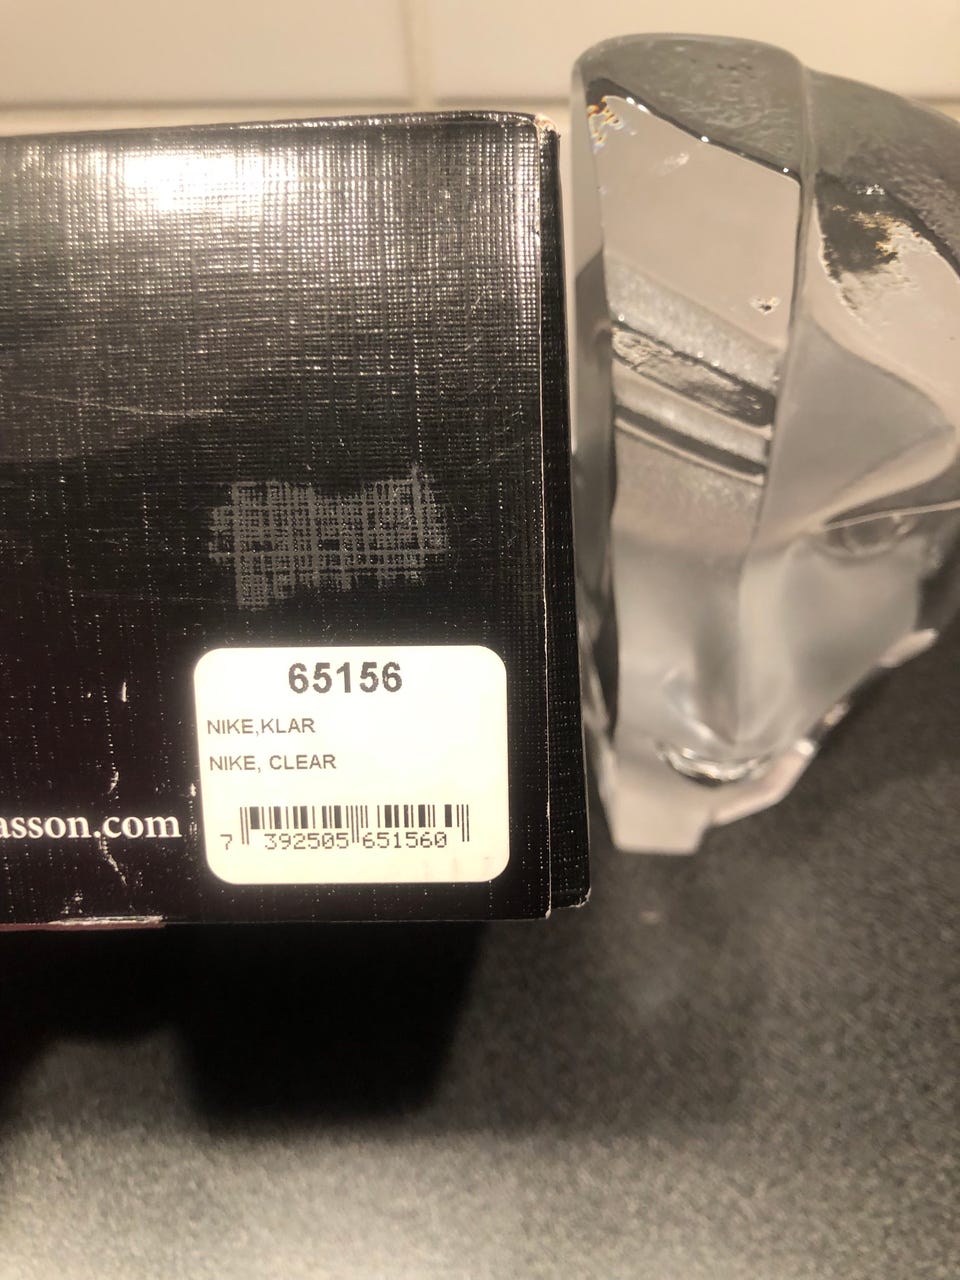 65156
NIKE,KLAR
NIKE, CLEAR
asson.com
7 392505 651560